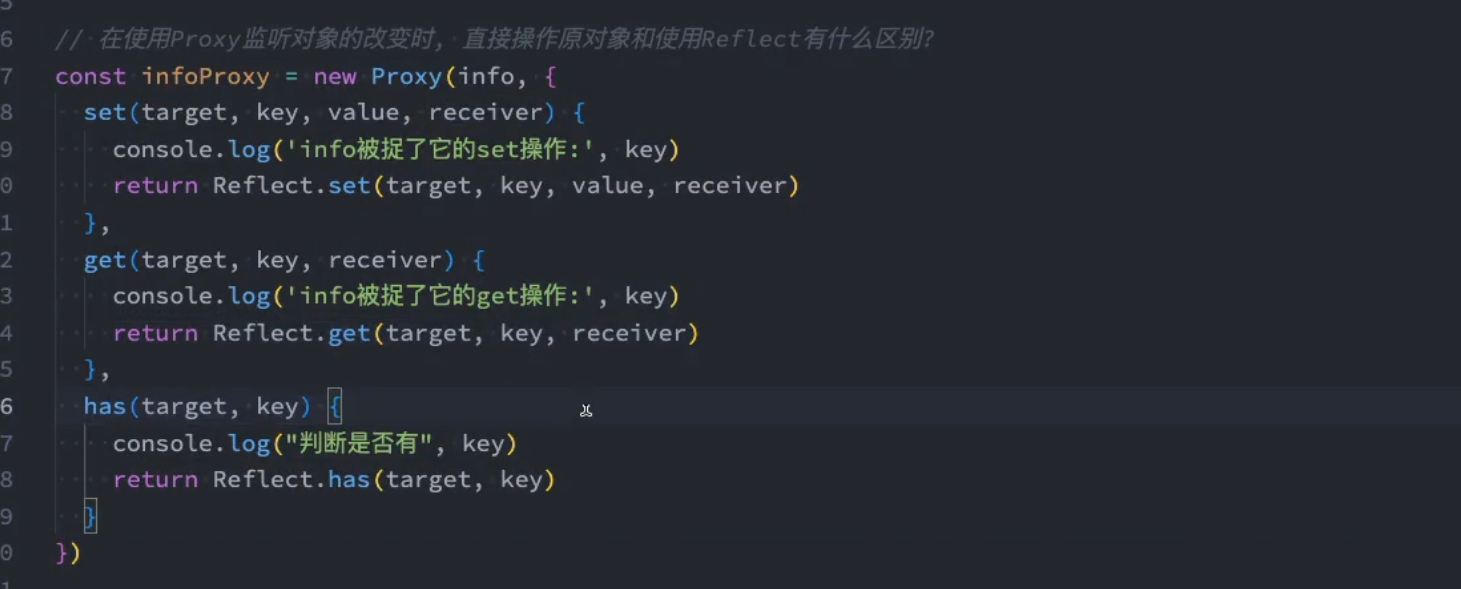 5
6 // 在使用Proxy监听对象的改变时, 直接操作原对象和使用Reflect有什么区别?
7 const infoProxy = new Proxy(info, {
8 set(target, key, value, receiver) {
9 console.log('info被捉了它的set操作:', key)
0 return Reflect.set(target, key, value, receiver)
1 },
2 get(target, key, receiver) {
3 console.log('info被捉了它的get操作:', key)
4 return Reflect.get(target, key, receiver)
5 },
6 has(target, key) {
7 console.log("判断是否有", key)
8 return Reflect.has(target, key)
9 }
0 })
1